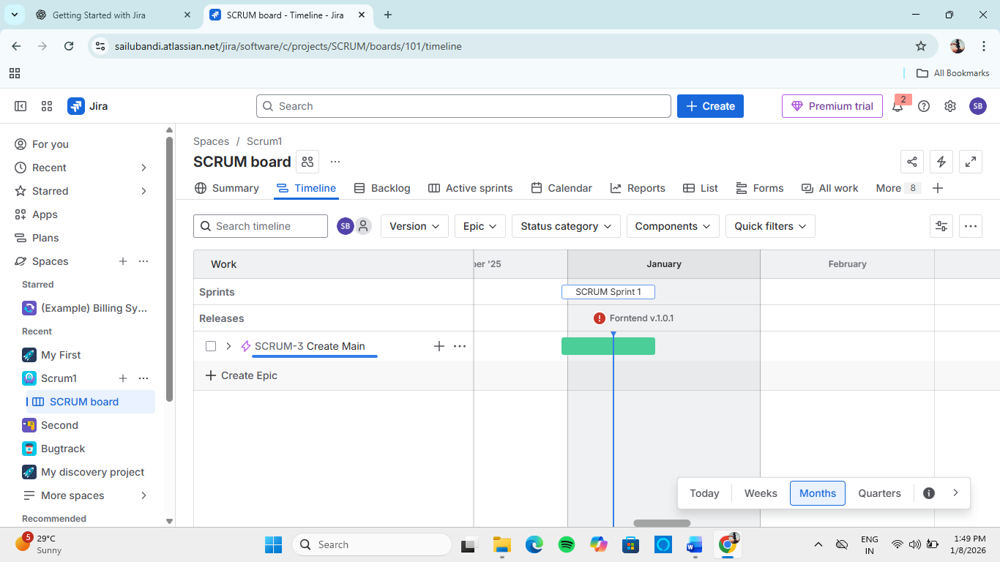 Getting Started with Jira
SCRUM board - Timeline - Jira
sailubandi.atlassian.net/jira/software/c/projects/SCRUM/boards/101/timeline
All Bookmarks
Jira
Search
Create
Premium trial
2
SB
For you
Recent
Starred
Apps
Plans
Spaces
Starred
(Example) Billing Sy...
Recent
My First
Scrum1
SCRUM board
Second
Bugtrack
My discovery project
More spaces
Recommended
Spaces / Scrum1
SCRUM board
Summary Timeline Backlog Active sprints Calendar Reports List Forms All work More 8
Search timeline SB Version Epic Status category Components Quick filters
Work ber '25 January February
Sprints SCRUM Sprint 1
Releases Forntend v.1.0.1
SCRUM-3 Create Main
Create Epic
Today Weeks Months Quarters
5
29°C
Sunny
Search
ENG
IN
1:49 PM
1/8/2026